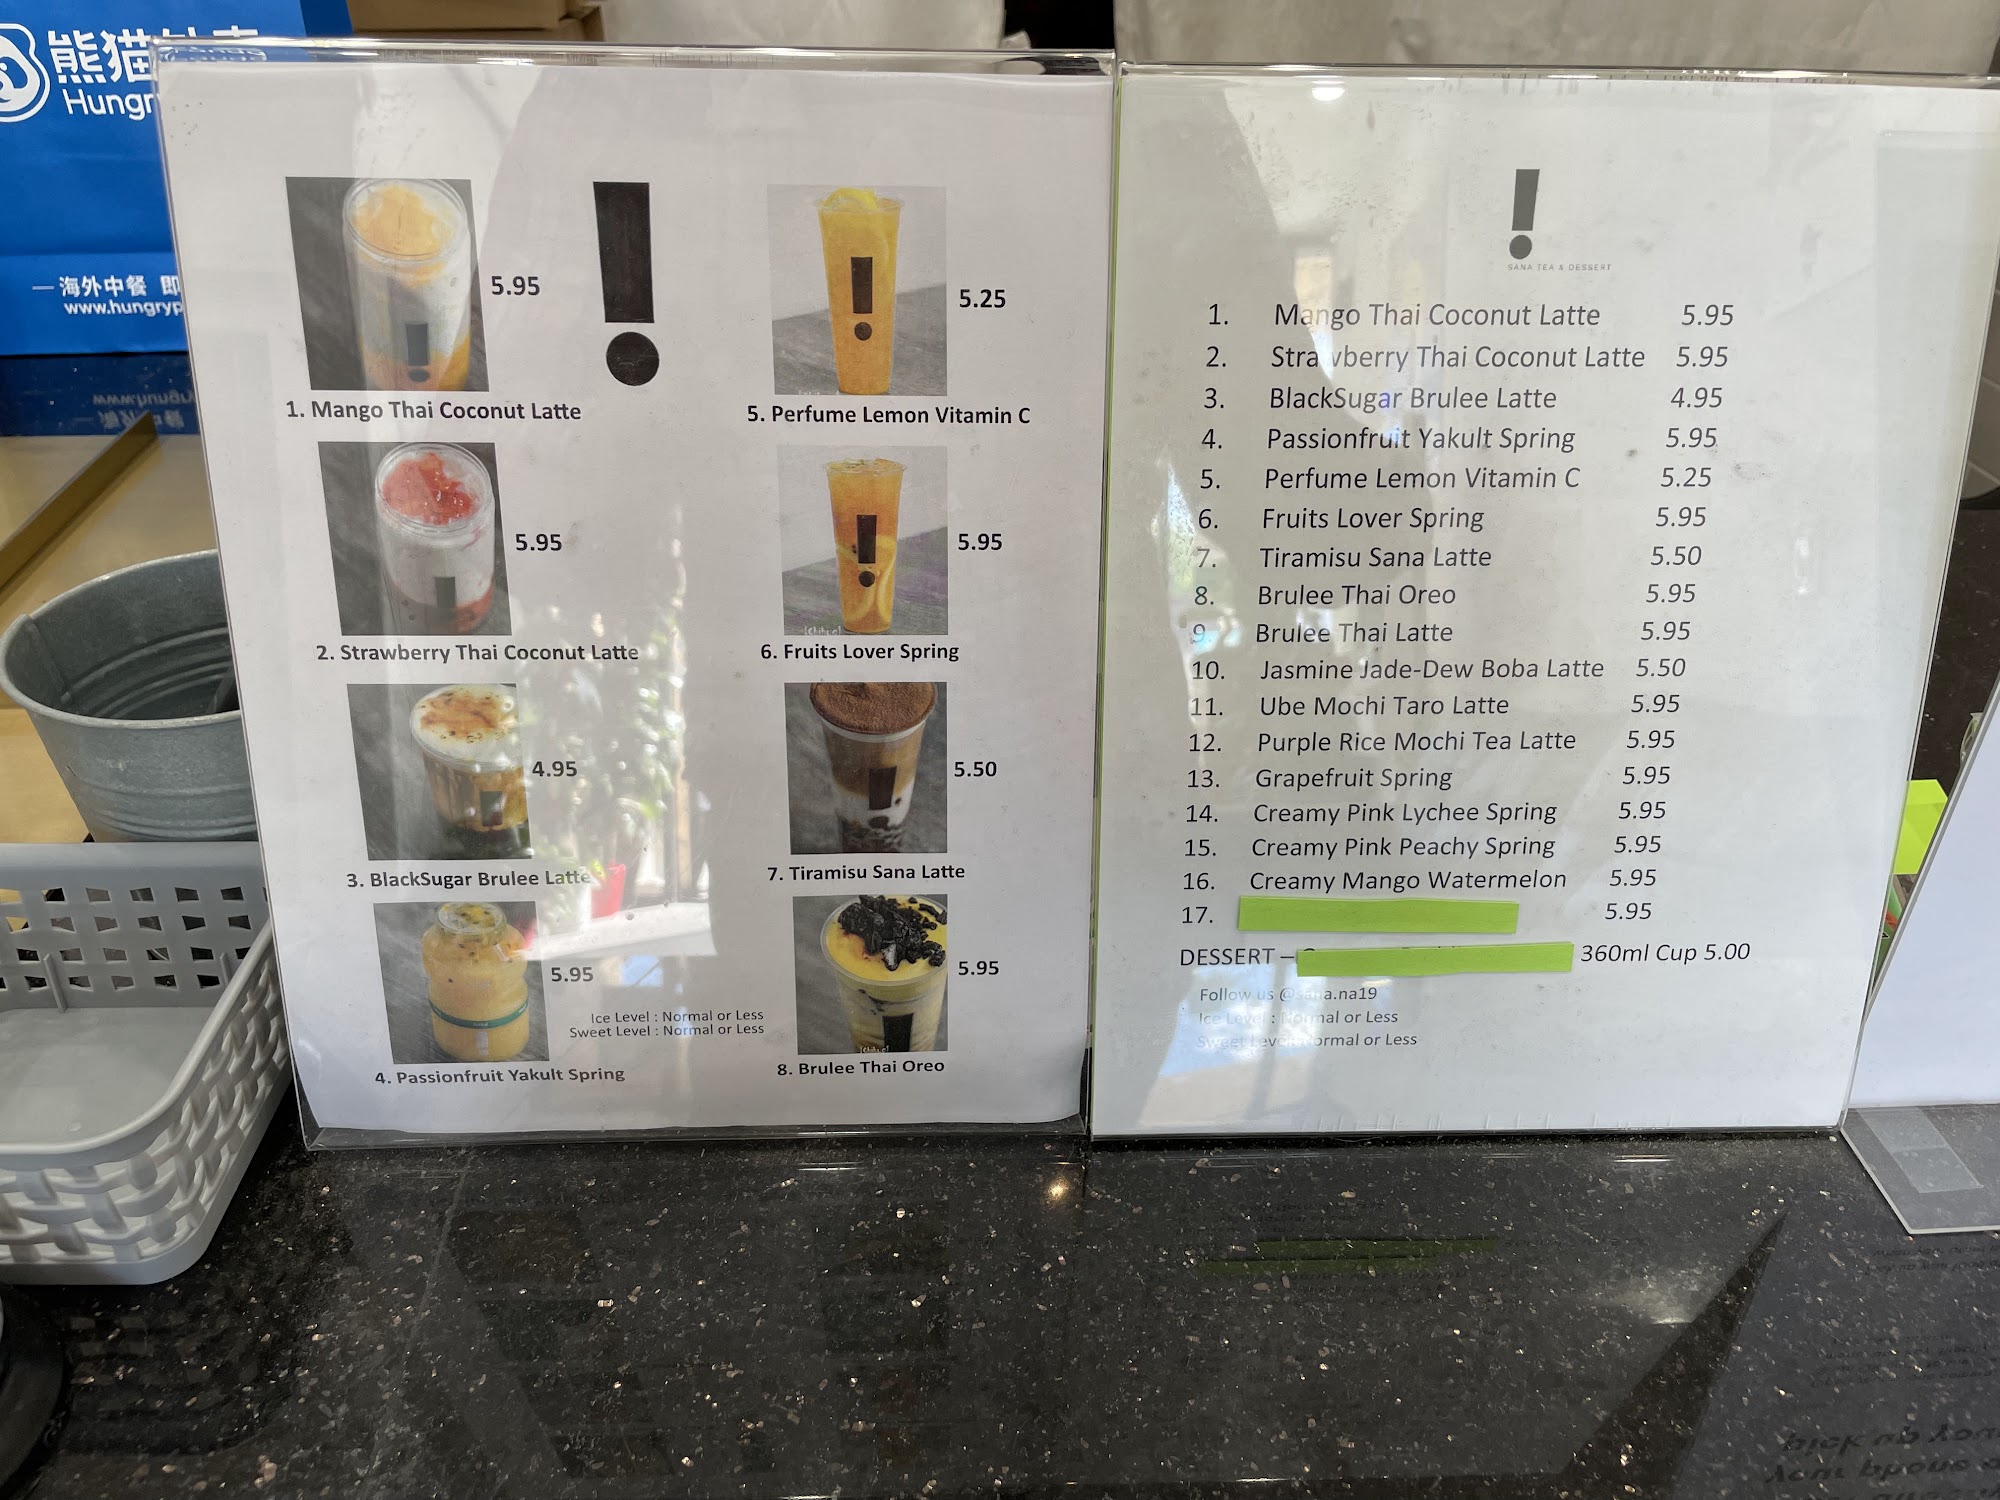 熊猫
Hungry
— 海外中餐 即
www.hungryp
5.95
1. Mango Thai Coconut Latte
5.95
2. Strawberry Thai Coconut Latte
4.95
3. BlackSugar Brulee Latte
5.95
Ice Level : Normal or Less
Sweet Level : Normal or Less
4. Passionfruit Yakult Spring
5.25
5. Perfume Lemon Vitamin C
5.95
6. Fruits Lover Spring
5.50
7. Tiramisu Sana Latte
5.95
8. Brulee Thai Oreo
SANA TEA & DESSERT
1. Mango Thai Coconut Latte 5.95
2. Strawberry Thai Coconut Latte 5.95
3. BlackSugar Brulee Latte 4.95
4. Passionfruit Yakult Spring 5.95
5. Perfume Lemon Vitamin C 5.25
6. Fruits Lover Spring 5.95
7. Tiramisu Sana Latte 5.50
8. Brulee Thai Oreo 5.95
9. Brulee Thai Latte 5.95
10. Jasmine Jade-Dew Boba Latte 5.50
11. Ube Mochi Taro Latte 5.95
12. Purple Rice Mochi Tea Latte 5.95
13. Grapefruit Spring 5.95
14. Creamy Pink Lychee Spring 5.95
15. Creamy Pink Peachy Spring 5.95
16. Creamy Mango Watermelon 5.95
17. 5.95
DESSERT – 360ml Cup 5.00
Follow us @sana.na19
Ice Level : Normal or Less
Sweet Level : Normal or Less